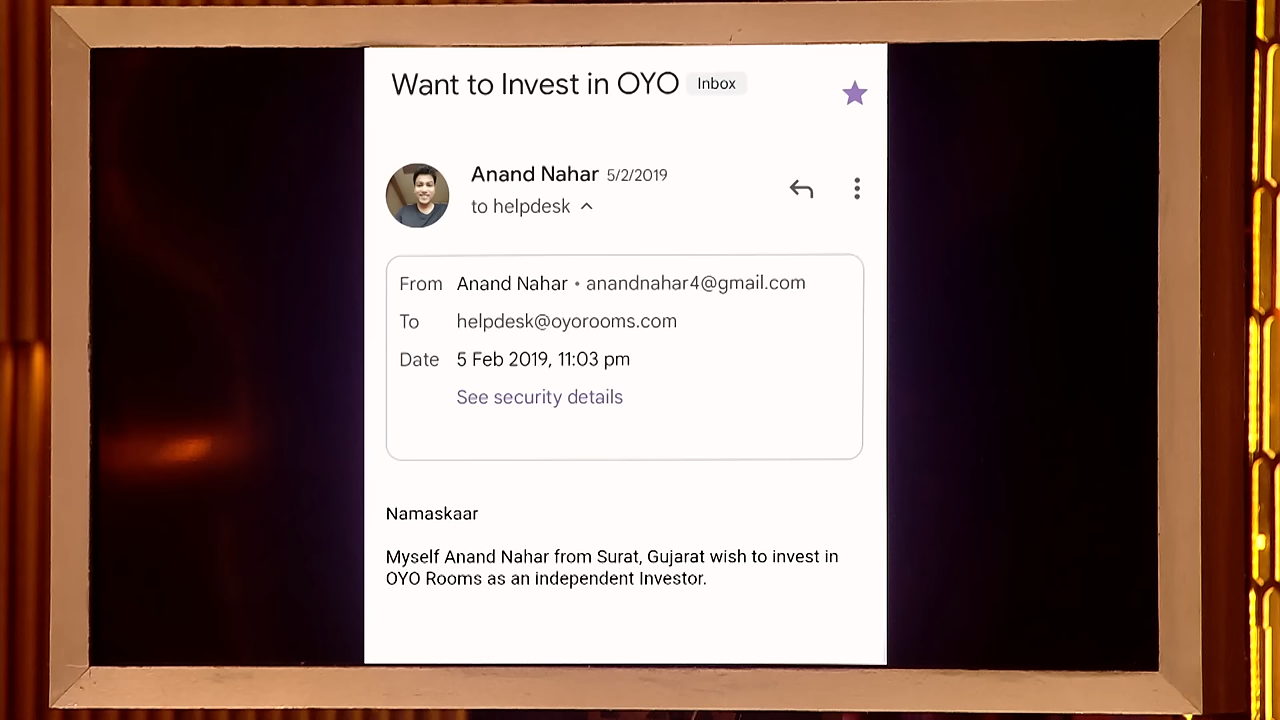 Want to Invest in OYO Inbox
Anand Nahar 5/2/2019
to helpdesk
From Anand Nahar • anandnahar4@gmail.com
To helpdesk@oyorooms.com
Date 5 Feb 2019, 11:03 pm
See security details
Namaskaar
Myself Anand Nahar from Surat, Gujarat wish to invest in
OYO Rooms as an independent Investor.